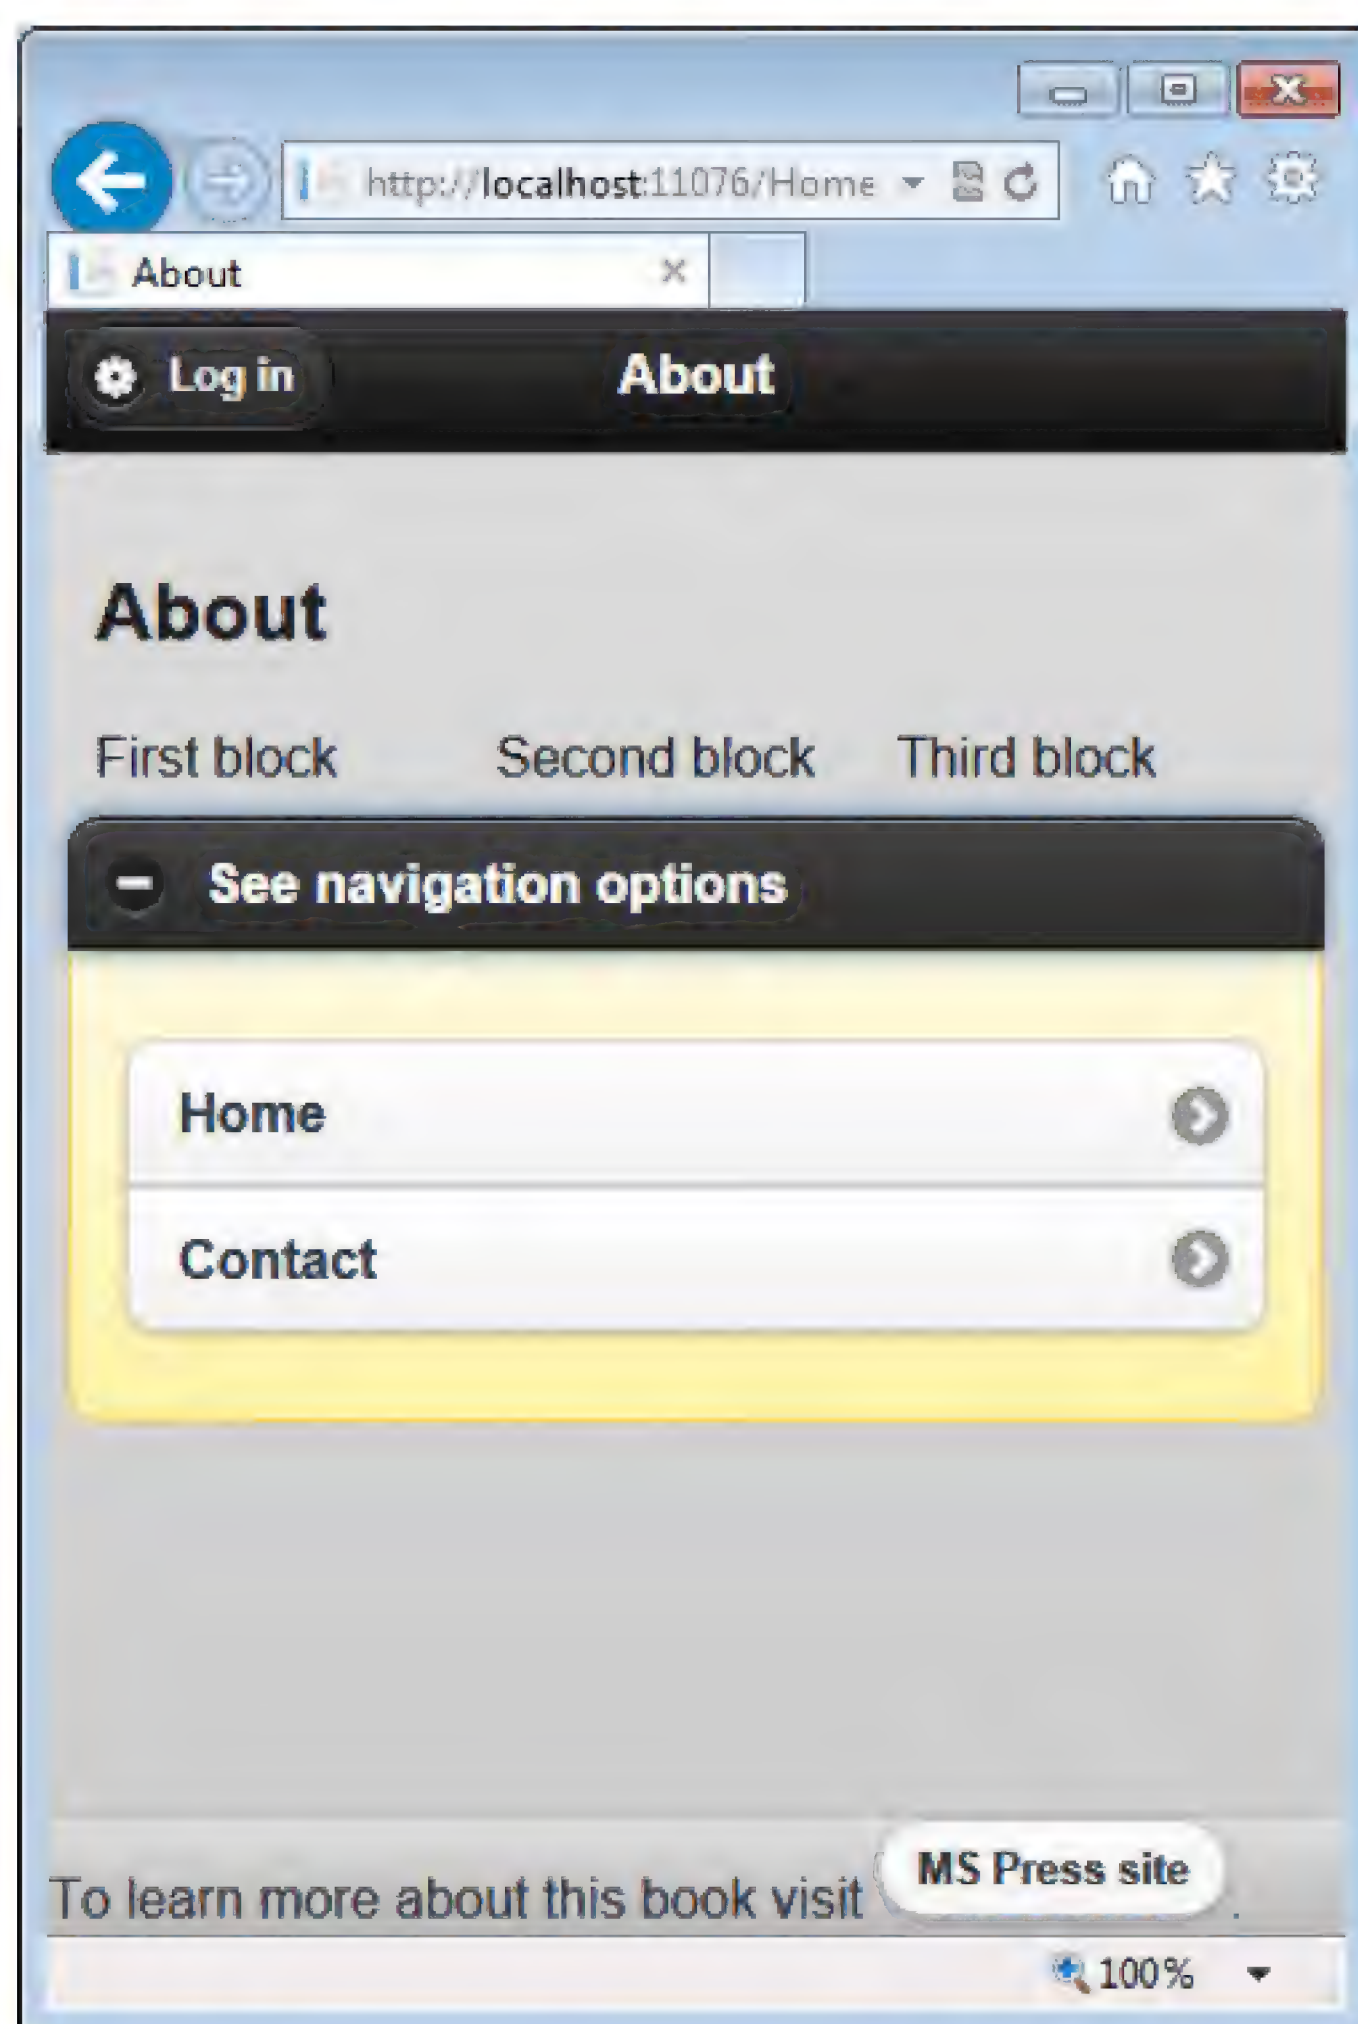 http://localhost:11076/Home
About
Log in
About
About
First block Second block Third block
See navigation options
Home
Contact
To learn more about this book visit MS Press site .
100%